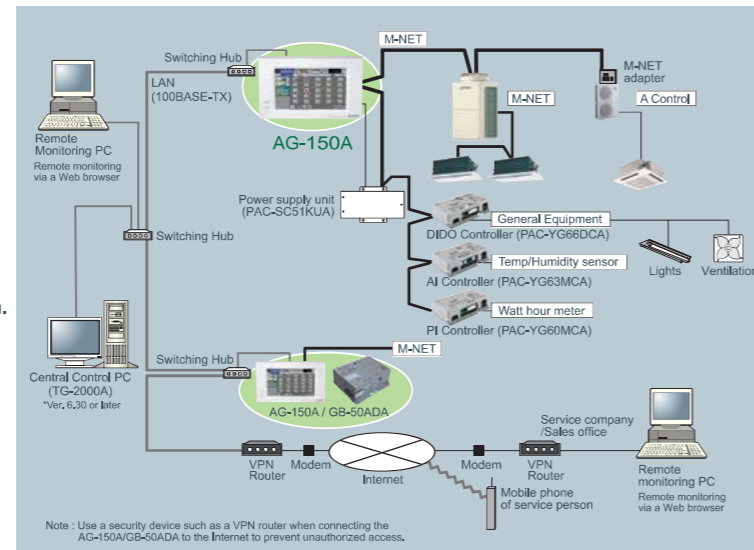 M-NET
Switching Hub
LAN
(100BASE-TX)
M-NET
adapter
M-NET
A Control
AG-150A
Remote
Monitoring PC
Remote monitoring
via a Web browser
Power supply unit
(PAC-SC51KUA)
General Equipment
DIDO Controller (PAC-YG66DCA)
Switching Hub
Temp/Humidity sensor
Lights
Ventilation
AI Controller (PAC-YG63MCA)
Watt hour meter
PI Controller (PAC-YG60MCA)
M-NET
Switching Hub
Central Control PC
(TG-2000A)
*Ver. 6.30 or later
AG-150A / GB-50ADA
Service company
/Sales office
VPN
Router
Modem
Internet
Modem
VPN
Router
Remote
monitoring PC
Remote monitoring
via a Web browser
Mobile phone
of service person
Note : Use a security device such as a VPN router when connecting the
AG-150A/GB-50ADA to the Internet to prevent unauthorized access.